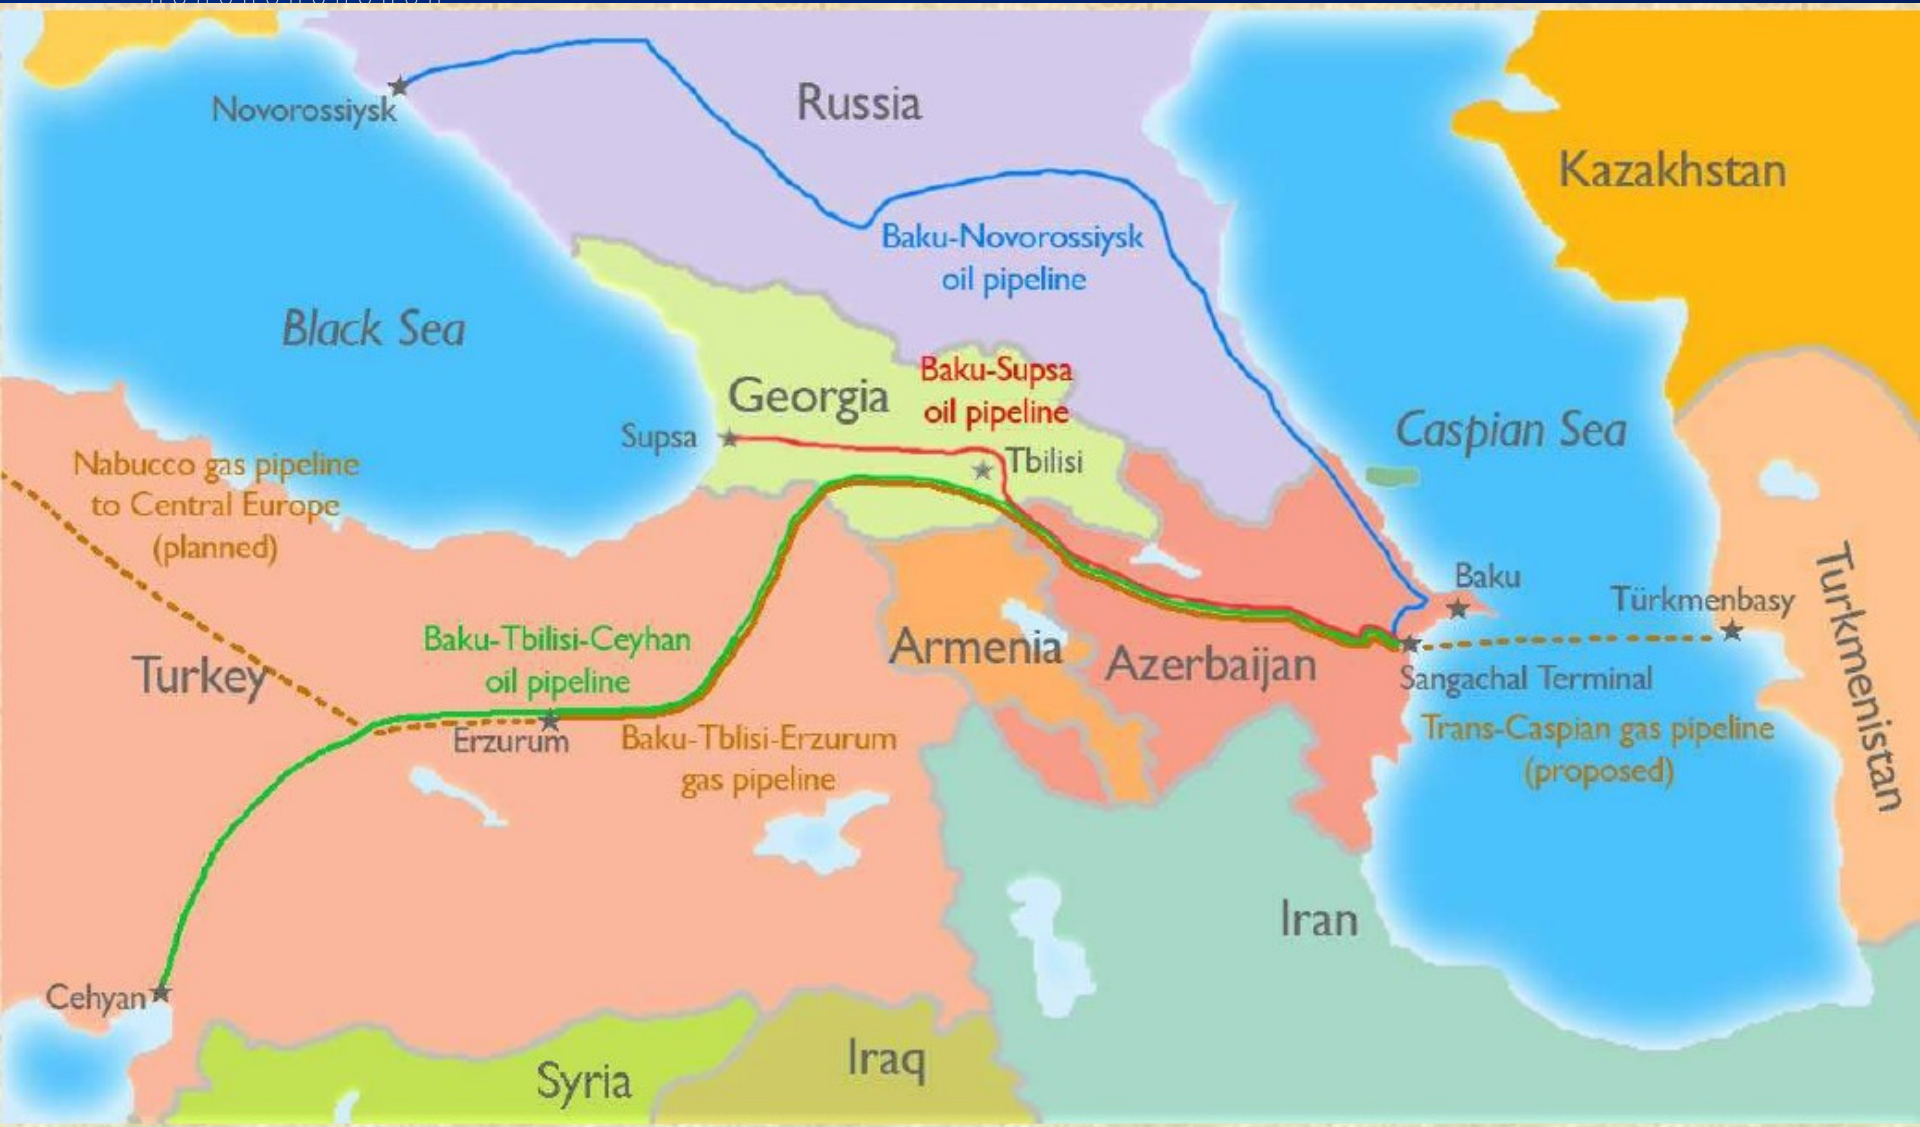 Novorossiysk
Russia
Kazakhstan
Baku-Novorossiysk
oil pipeline
Black Sea
Baku-Supsa
oil pipeline
Georgia
Supsa
Tbilisi
Caspian Sea
Nabucco gas pipeline
to Central Europe
(planned)
Baku
Türkmenbasy
Turkmenistan
Baku-Tbilisi-Ceyhan
oil pipeline
Turkey
Armenia
Azerbaijan
Sangachal Terminal
Erzurum
Baku-Tblisi-Erzurum
gas pipeline
Trans-Caspian gas pipeline
(proposed)
Iran
Cehyan
Syria
Iraq